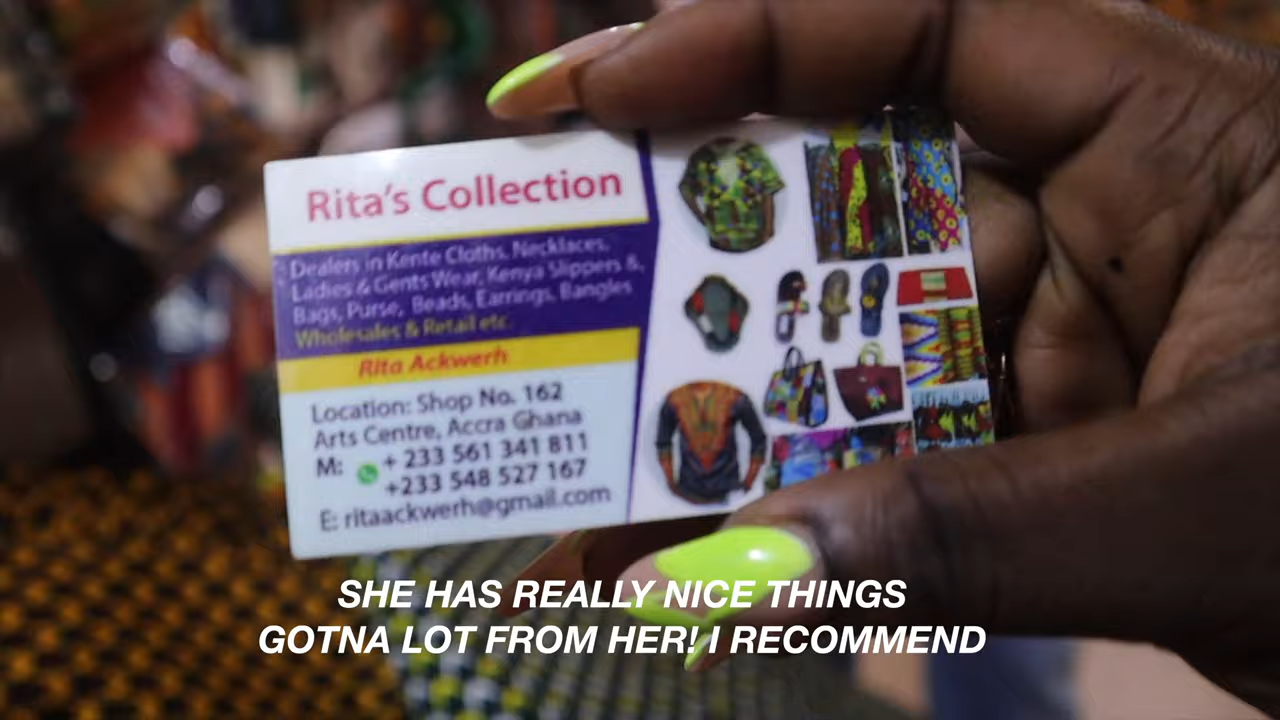 Rita's Collection
Dealers in Kente Cloths, Necklaces,
Ladies & Gents Wear, Kenya Slippers &,
Bags, Purse, Beads, Earrings, Bangles
Wholesales & Retail etc.
Rita Ackwerh
Location: Shop No. 162
Arts Centre, Accra Ghana
M: + 233 561 341 811
+233 548 527 167
E: ritaackwerh@gmail.com
SHE HAS REALLY NICE THINGS
GOTNA LOT FROM HER! I RECOMMEND